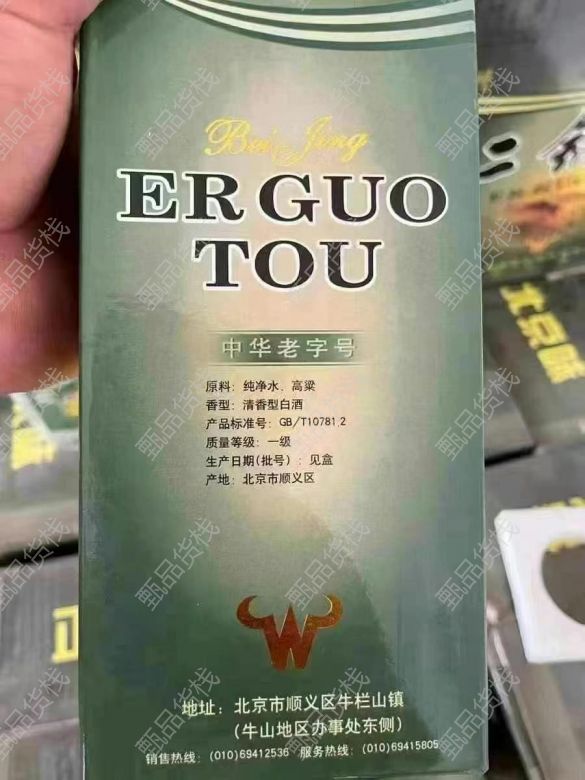 Bei Jing
ER GUO
TOU
中华老字号
原料：纯净水、高粱
香型：清香型白酒
产品标准号：GB/T10781.2
质量等级：一级
生产日期(批号)：见盒
产地：北京市顺义区
W
地址：北京市顺义区牛栏山镇
（牛山地区办事处东侧）
销售热线：(010)69412536 服务热线：(010)69415805
甄品货栈